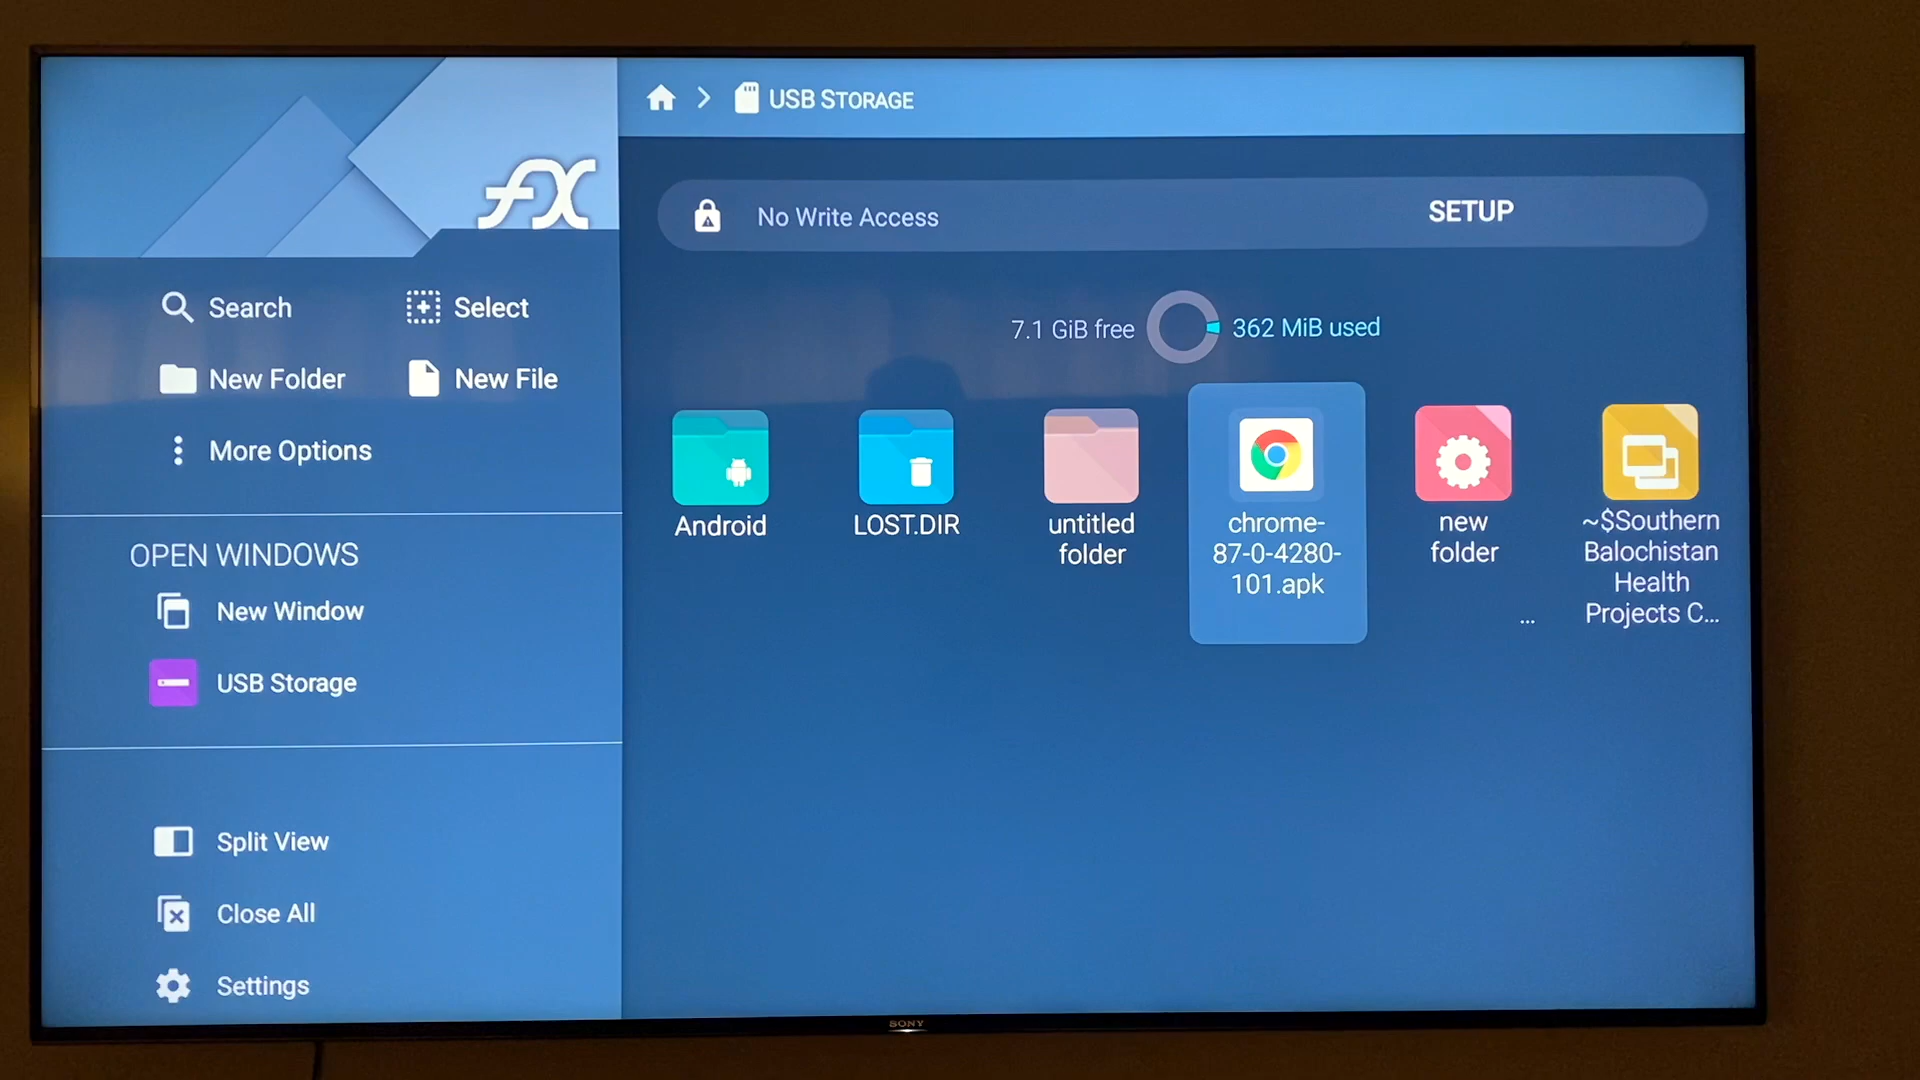 fX
USB STORAGE
No Write Access
SETUP
7.1 GiB free
362 MiB used
Search
Select
New Folder
New File
More Options
OPEN WINDOWS
New Window
USB Storage
Split View
Close All
Settings
Android
LOST.DIR
untitled
folder
chrome-
87-0-4280-
101.apk
new
folder
...
~$Southern
Balochistan
Health
Projects C...
SONY